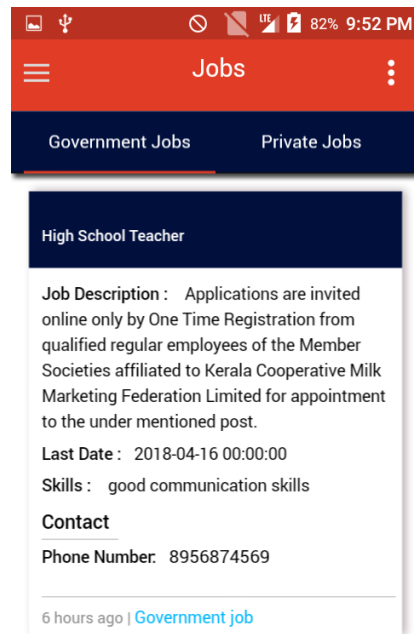 LTE 82% 9:52 PM
Jobs
Government Jobs Private Jobs
High School Teacher
Job Description : Applications are invited
online only by One Time Registration from
qualified regular employees of the Member
Societies affiliated to Kerala Cooperative Milk
Marketing Federation Limited for appointment
to the under mentioned post.
Last Date : 2018-04-16 00:00:00
Skills : good communication skills
Contact
Phone Number: 8956874569
6 hours ago | Government job